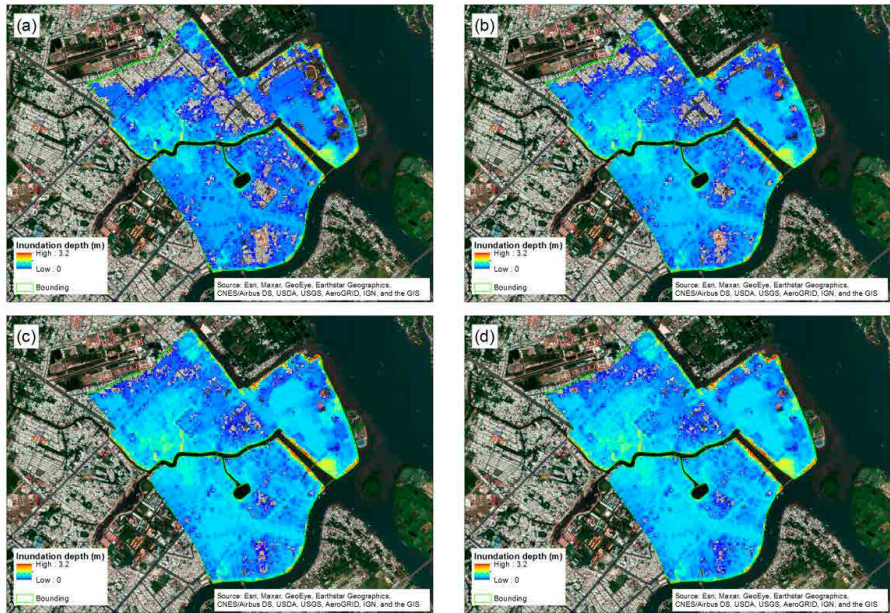 (a)
Inundation depth (m)
High : 3.2
Low : 0
Bounding
Source: Esri, Maxar, GeoEye, Earthstar Geographics,
CNES/Airbus DS, USDA, USGS, AeroGRID, IGN, and the GIS
(b)
Inundation depth (m)
High : 3.2
Low : 0
Bounding
Source: Esri, Maxar, GeoEye, Earthstar Geographics,
CNES/Airbus DS, USDA, USGS, AeroGRID, IGN, and the GIS
(c)
Inundation depth (m)
High : 3.2
Low : 0
Bounding
Source: Esri, Maxar, GeoEye, Earthstar Geographics,
CNES/Airbus DS, USDA, USGS, AeroGRID, IGN, and the GIS
(d)
Inundation depth (m)
High : 3.2
Low : 0
Bounding
Source: Esri, Maxar, GeoEye, Earthstar Geographics,
CNES/Airbus DS, USDA, USGS, AeroGRID, IGN, and the GIS